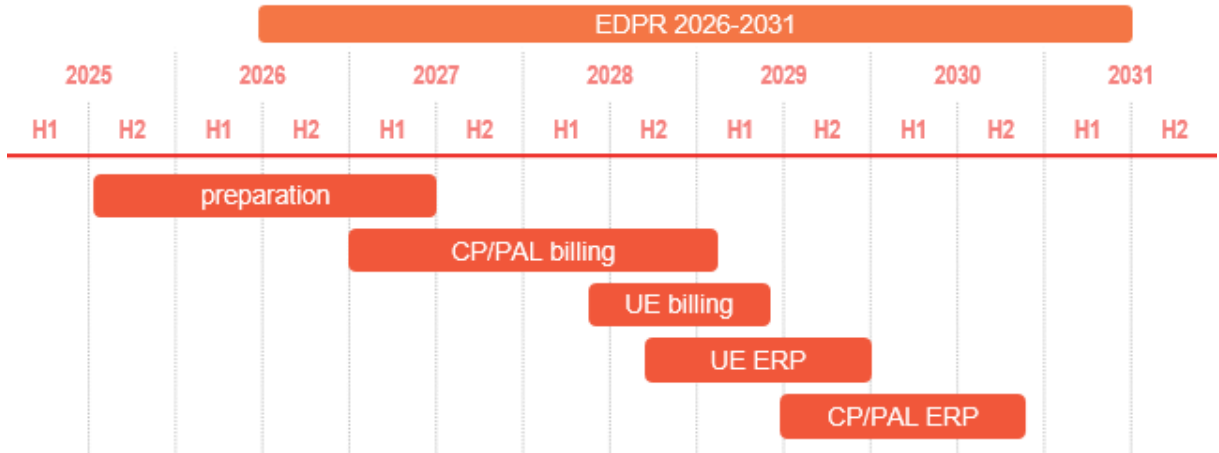 EDPR 2026-2031
2025 2026 2027 2028 2029 2030 2031
H1 H2 H1 H2 H1 H2 H1 H2 H1 H2 H1 H2 H1 H2
preparation
CP/PAL billing
UE billing
UE ERP
CP/PAL ERP